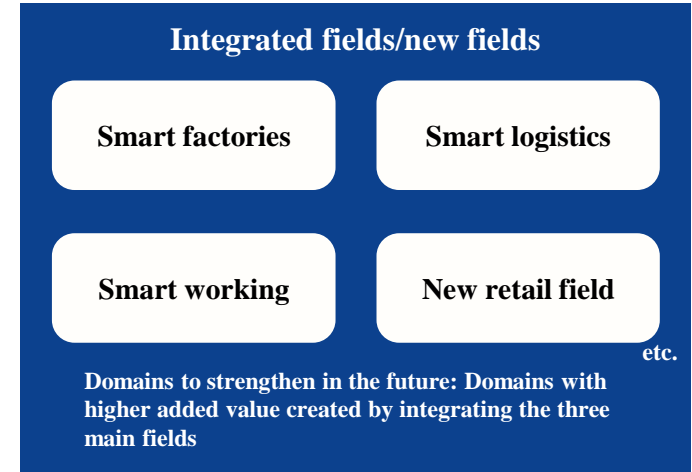 Integrated fields/new fields
Smart factories
Smart logistics
Smart working
New retail field
etc.
Domains to strengthen in the future: Domains with
higher added value created by integrating the three
main fields